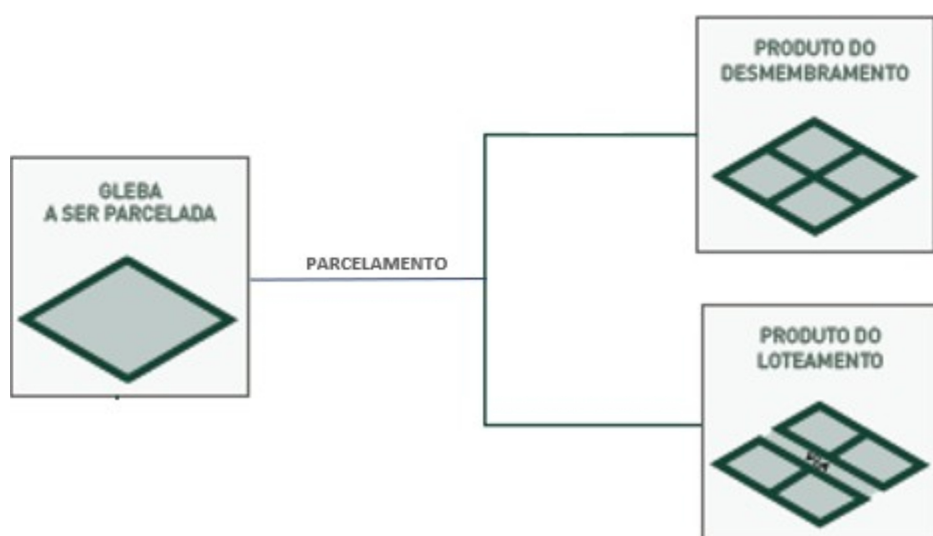 GLEBA
A SER PARCELADA
PARCELAMENTO
PRODUTO DO
DESMEMBRAMENTO
PRODUTO DO
LOTEAMENTO